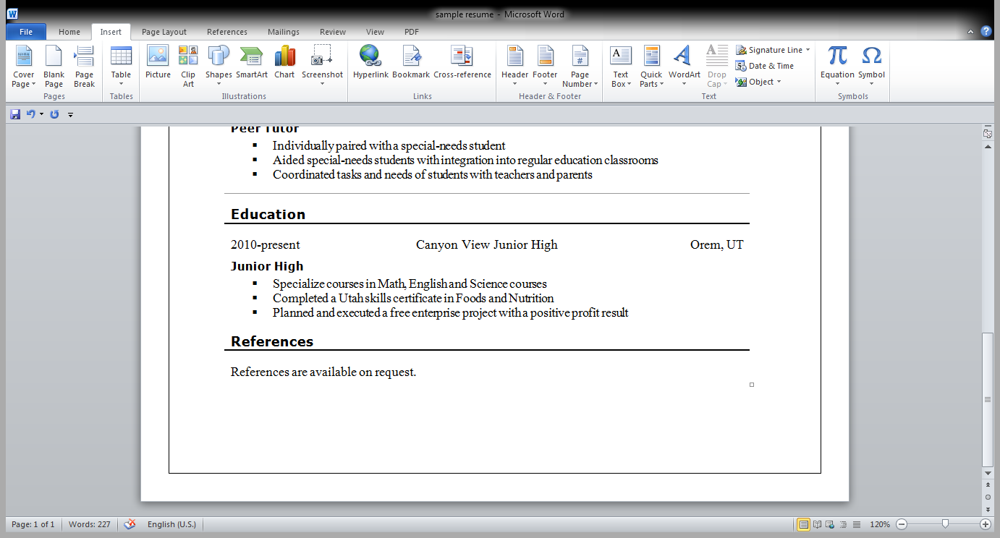 sample resume - Microsoft Word
File Home Insert Page Layout References Mailings Review View PDF
Cover Page Blank Page Page Break
Pages
Table
Tables
Picture Clip Art Shapes SmartArt Chart Screenshot
Illustrations
Hyperlink Bookmark Cross-reference
Links
Header Footer Page Number
Header & Footer
Text Box Quick Parts WordArt Drop Cap
Signature Line
Date & Time
Object
Text
Equation Symbol
Symbols
Peer Tutor
Individually paired with a special-needs student
Aided special-needs students with integration into regular education classrooms
Coordinated tasks and needs of students with teachers and parents
Education
2010-present Canyon View Junior High Orem, UT
Junior High
Specialize courses in Math, English and Science courses
Completed a Utah skills certificate in Foods and Nutrition
Planned and executed a free enterprise project with a positive profit result
References
References are available on request.
Page: 1 of 1 Words: 227 English (U.S.) 120%